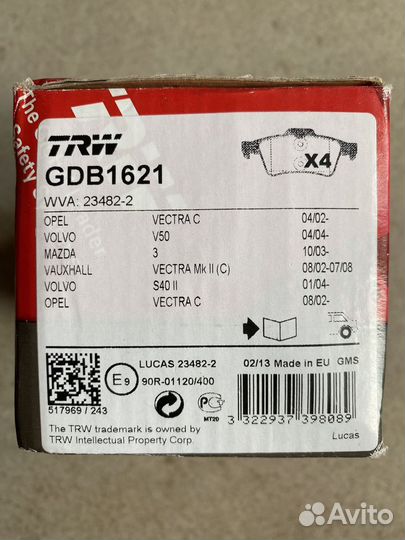 TRW
GDB1621
X4
WVA: 23482-2
OPEL VECTRA C 04/02-
VOLVO V50 04/04-
MAZDA 3 10/03-
VAUXHALL VECTRA Mk II (C) 08/02-07/08
VOLVO S40 II 01/04-
OPEL VECTRA C 08/02-
LUCAS 23482-2 02/13 Made in EU GMS
E9 90R-01120/400
517969 / 243
MT20
3 322937 398089
The TRW trademark is owned by
TRW Intellectual Property Corp.
Lucas
Avito